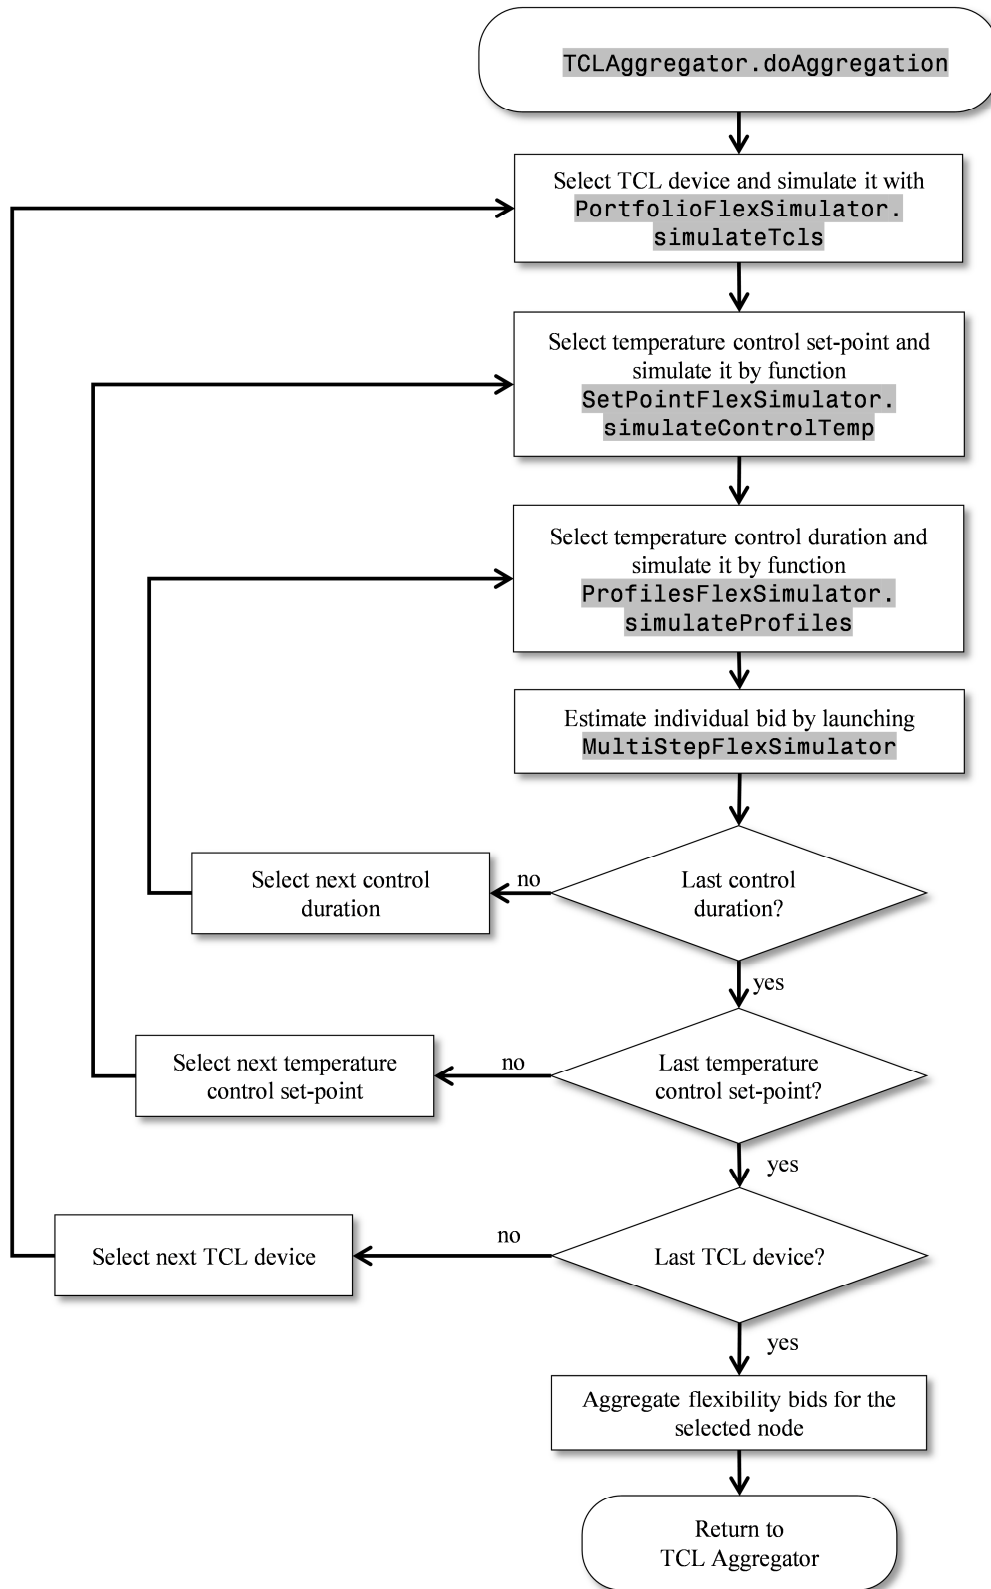 TCLAggregator.doAggregation
Select TCL device and simulate it with
PortfolioFlexSimulator.
simulateTcls
Select temperature control set-point and
simulate it by function
SetPointFlexSimulator.
simulateControlTemp
Select temperature control duration and
simulate it by function
ProfilesFlexSimulator.
simulateProfiles
Estimate individual bid by launching
MultiStepFlexSimulator
Last control
duration?
no
Select next control
duration
yes
Last temperature
control set-point?
no
Select next temperature
control set-point
yes
Last TCL device?
no
Select next TCL device
yes
Aggregate flexibility bids for the
selected node
Return to
TCL Aggregator